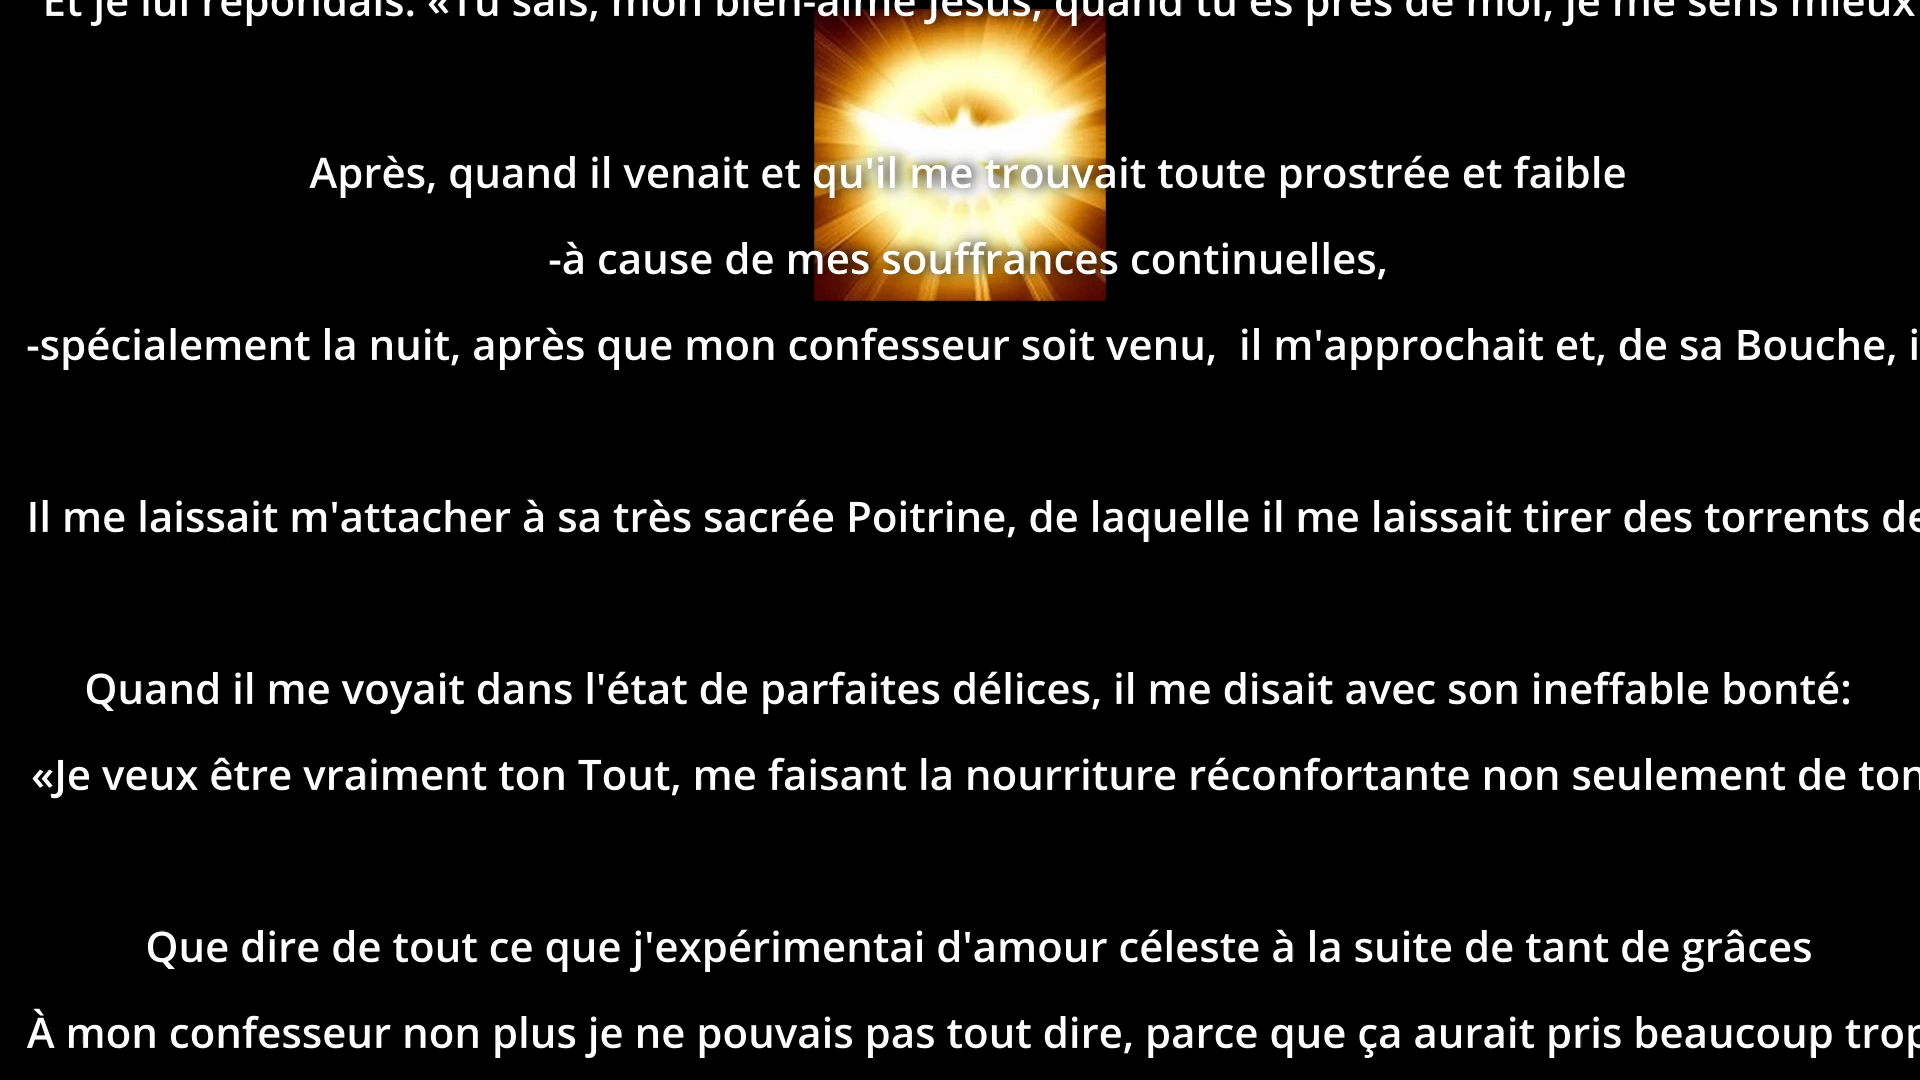 Et je lui répondais: «Tu sais, mon bien-aimé Jésus, quand tu es près de moi, je me sens mieux
Après, quand il venait et qu'il me trouvait toute prostrée et faible
-à cause de mes souffrances continuelles,
-spécialement la nuit, après que mon confesseur soit venu,  il m'approchait et, de sa Bouche, i
Il me laissait m'attacher à sa très sacrée Poitrine, de laquelle il me laissait tirer des torrents de
Quand il me voyait dans l'état de parfaites délices, il me disait avec son ineffable bonté:
«Je veux être vraiment ton Tout, me faisant la nourriture réconfortante non seulement de ton
Que dire de tout ce que j'expérimentai d'amour céleste à la suite de tant de grâces
À mon confesseur non plus je ne pouvais pas tout dire, parce que ça aurait pris beaucoup trop